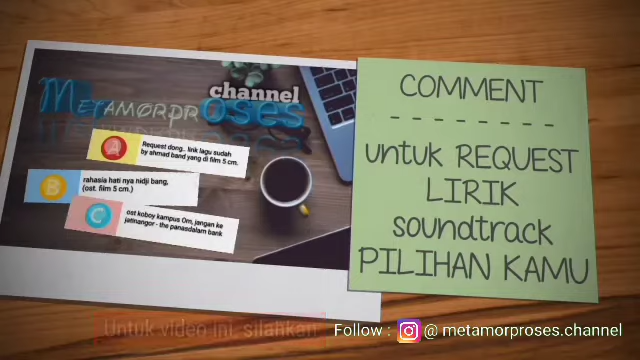 channel
Metamorproses
A
Request dong.. lirik lagu sudah
by ahmad band yang di film 5 cm.
B
rahasia hati nya nidji bang,
(ost. film 5 cm.)
C
ost koboy kampus Om, jangan ke
jatinangor - the panasdalam bank
COMMENT
- - - - - - - - -
untuk REQUEST
LIRIK
soundtrack
PILIHAN KAMU
Untuk video ini, silahkan
Follow : @ metamorproses.channel